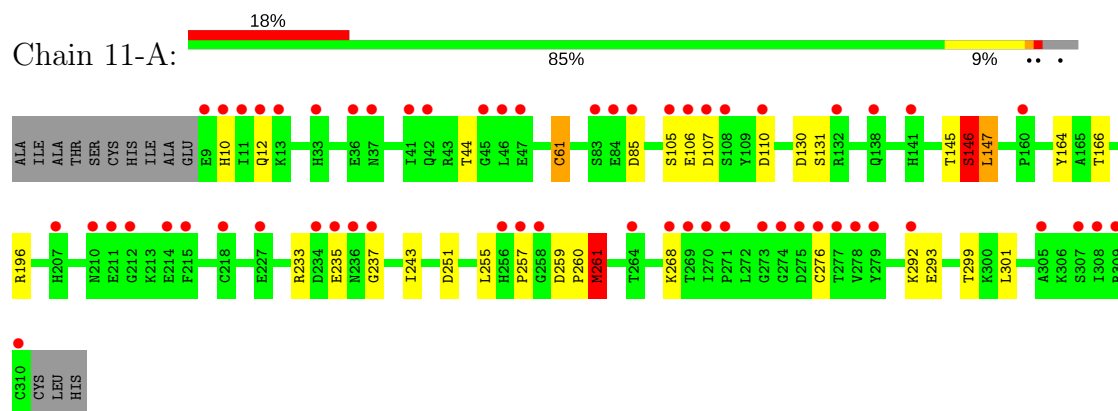 18%
Chain 11-A:
85% 9% •• •
ALA ILE ALA THR SER CYS HIS ILE ALA GLU E9 H10 I11 Q12 K13 H33 E36 N37 I41 Q42 R43 T44 G45 L46 E47 C61 S83 E84 D85 S105 E106 D107 S108 Y109 D110 D130 S131 R132 Q138 H141 T145 S146 L147 P160 Y164 A165 T166
R196 H207 N210 E211 G212 K213 E214 F215 C218 E227 R233 D234 E235 N236 G237 I243 D251 L255 H256 P257 G258 D259 P260 M261 T264 K268 T269 I270 P271 L272 G273 G274 D275 C276 T277 V278 Y279 K292 E293 T299 K300 L301 A305 K306 S307 I308
C310 CYS LEU HIS